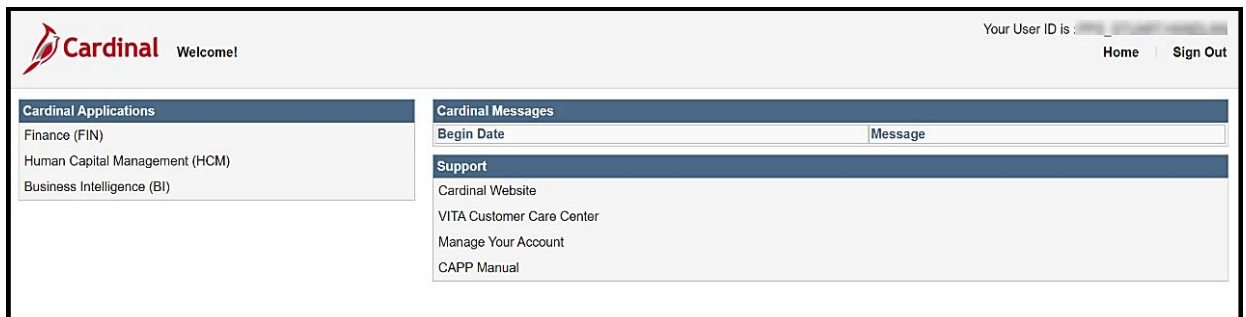 Your User ID is :
Cardinal Welcome!
Home Sign Out
Cardinal Applications
Finance (FIN)
Human Capital Management (HCM)
Business Intelligence (BI)
Cardinal Messages
Begin Date Message
Support
Cardinal Website
VITA Customer Care Center
Manage Your Account
CAPP Manual